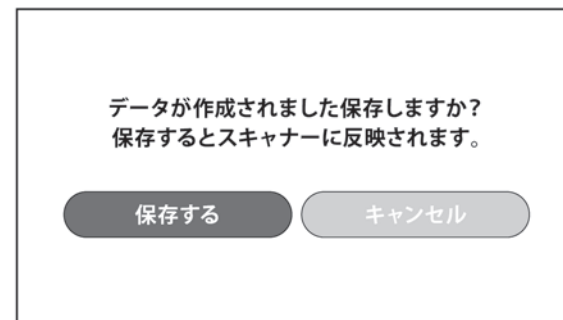 データが作成されました保存しますか？
保存するとスキャナーに反映されます。
保存する
キャンセル